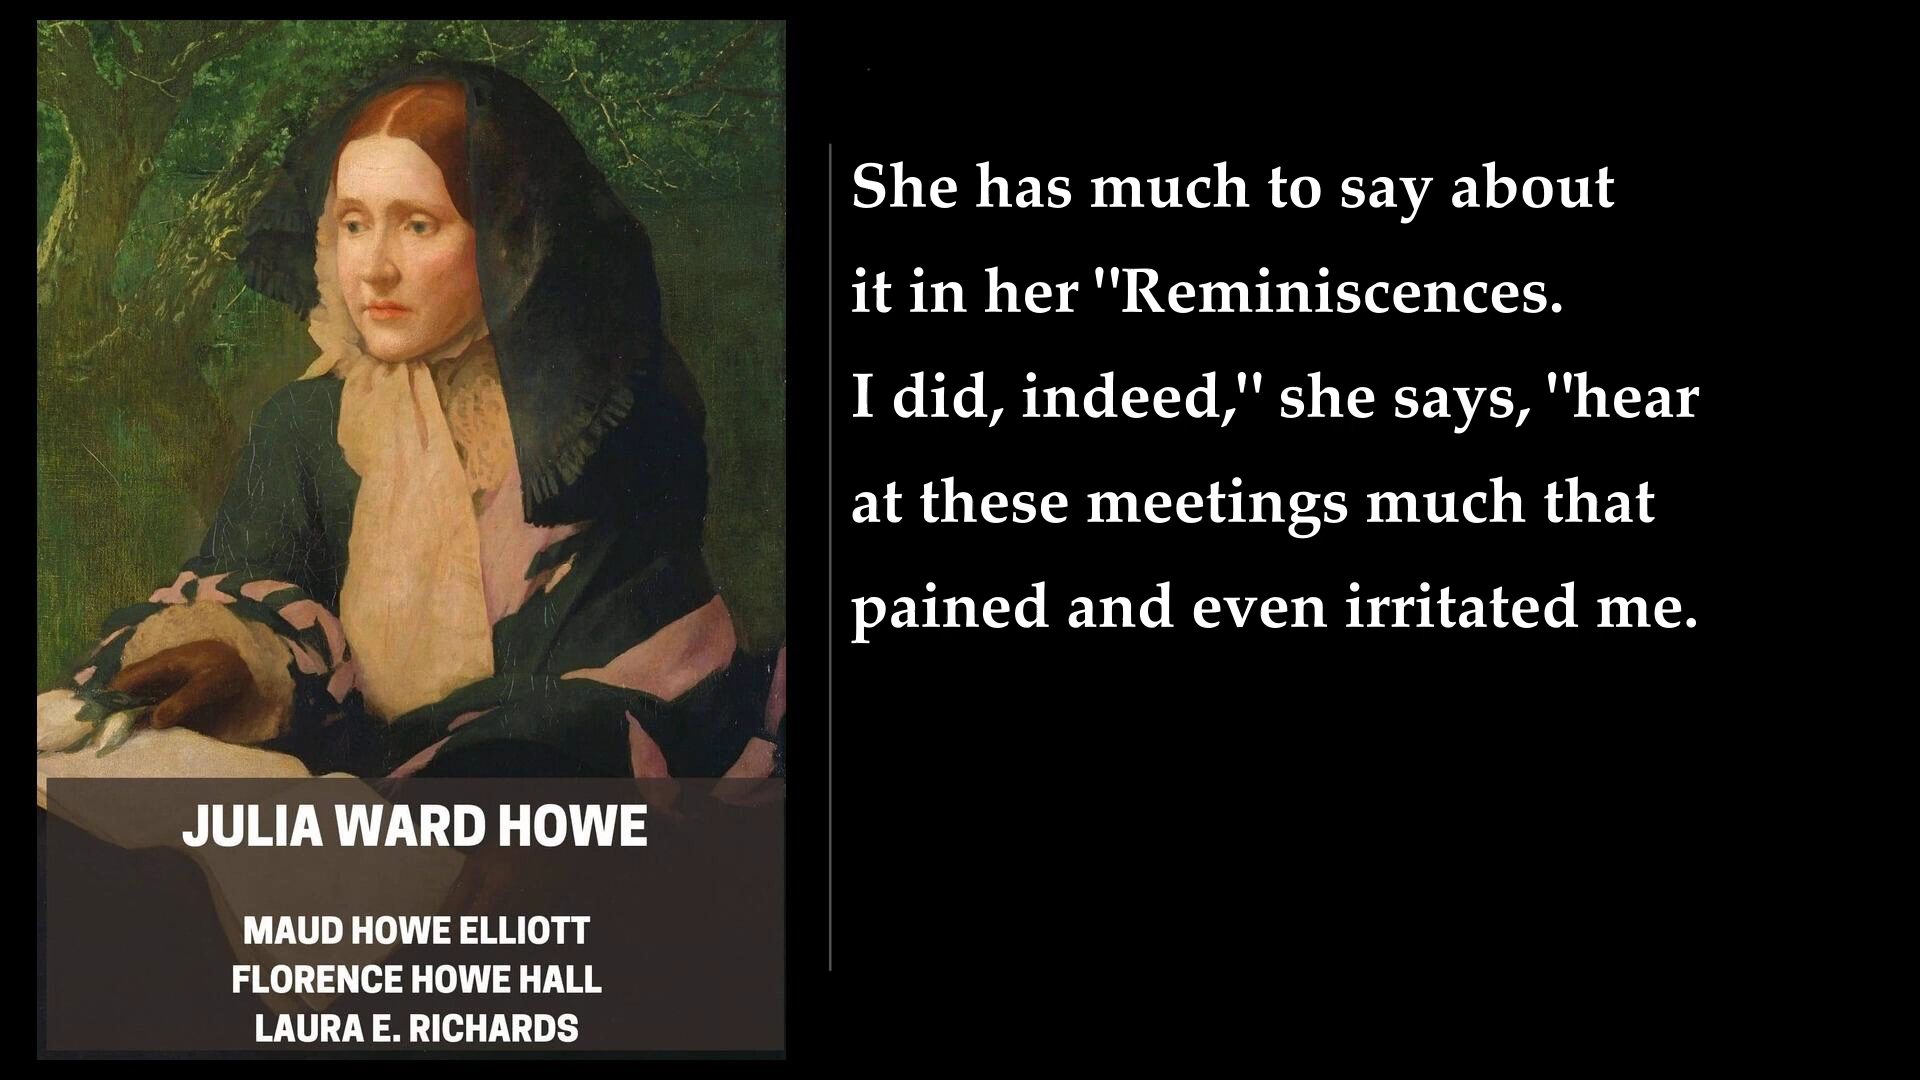 She has much to say about
it in her "Reminiscences.
I did, indeed," she says, "hear
at these meetings much that
pained and even irritated me.
JULIA WARD HOWE
MAUD HOWE ELLIOTT
FLORENCE HOWE HALL
LAURA E. RICHARDS